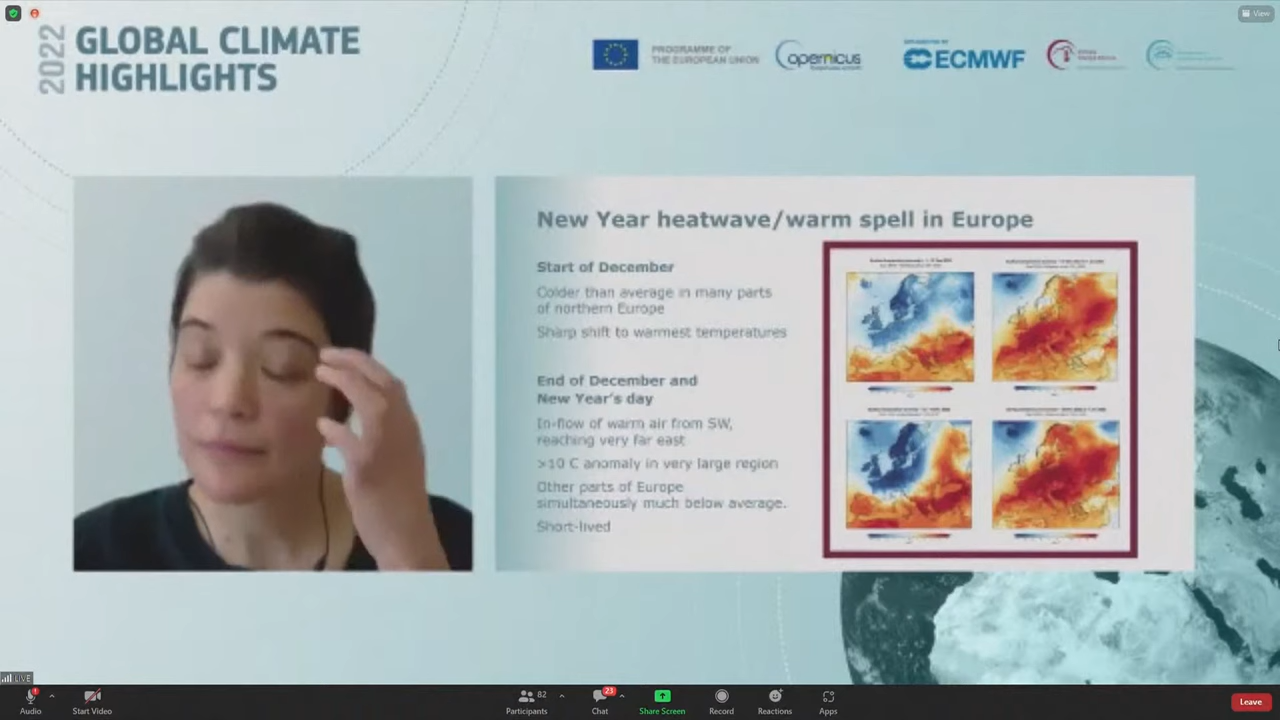 View
2022
GLOBAL CLIMATE
HIGHLIGHTS
PROGRAMME OF
THE EUROPEAN UNION
opernicus
ECMWF
New Year heatwave/warm spell in Europe
Start of December
Colder than average in many parts
of northern Europe
Sharp shift to warmest temperatures
End of December and
New Year's day
In-flow of warm air from SW,
reaching very far east
>10 C anomaly in very large region
Other parts of Europe
simultaneously much below average.
Short-lived
LIVE
Audio
Start Video
82
Participants
23
Chat
Share Screen
Record
Reactions
Apps
Leave